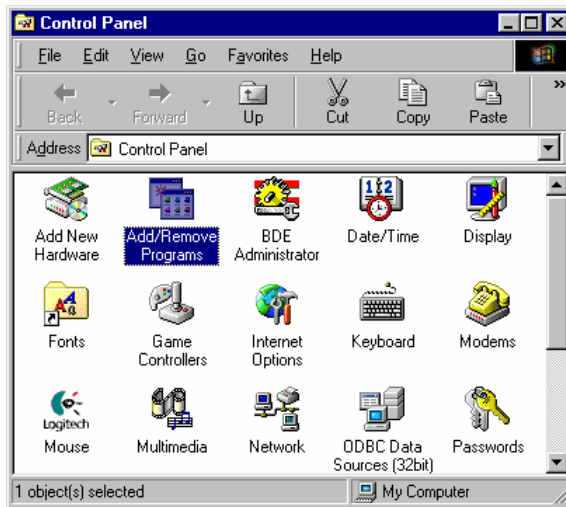 Control Panel
File Edit View Go Favorites Help
Back Forward Up Cut Copy Paste »
Address Control Panel
Add New Hardware
Add/Remove Programs
BDE Administrator
Date/Time
Display
Fonts
Game Controllers
Internet Options
Keyboard
Modems
Logitech
Mouse
Multimedia
Network
ODBC Data Sources (32bit)
Passwords
1 object(s) selected
My Computer